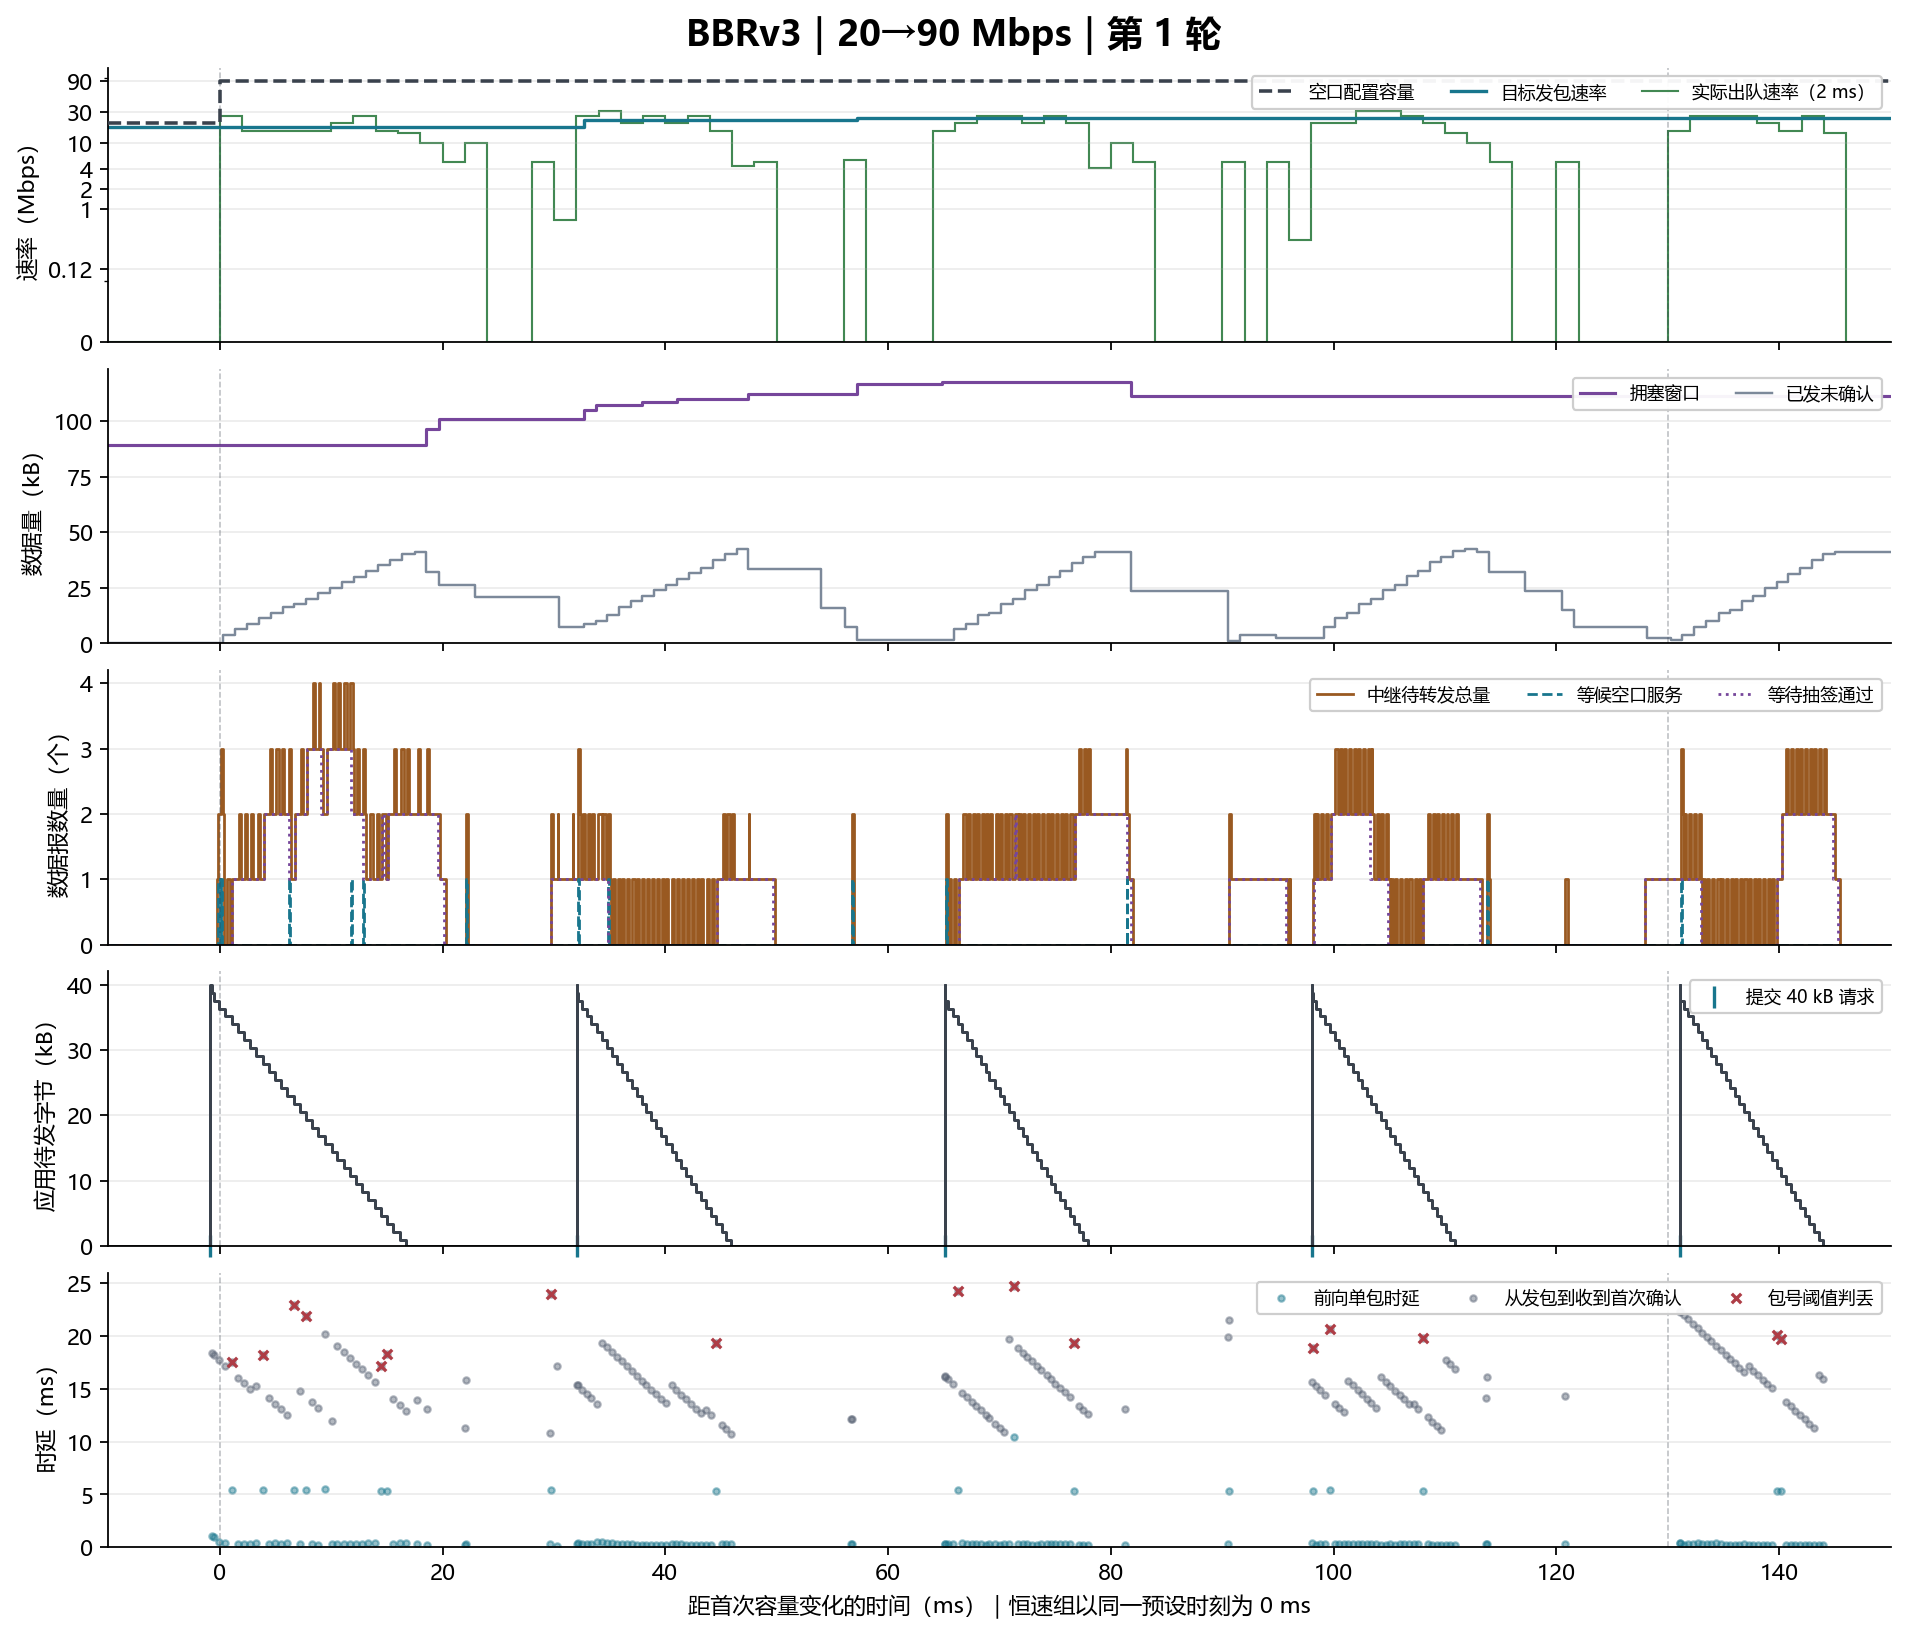 BBRv3｜20→90 Mbps｜第 1 轮
速率（Mbps）
90
30
10
4
2
1
0.12
0
空口配置容量
目标发包速率
实际出队速率（2 ms）
数据量（kB）
100
75
50
25
0
拥塞窗口
已发未确认
数据报数量（个）
4
3
2
1
0
中继待转发总量
等候空口服务
等待抽签通过
应用待发字节（kB）
40
30
20
10
0
提交 40 kB 请求
时延（ms）
25
20
15
10
5
0
前向单包时延
从发包到收到首次确认
包号阈值判丢
0
20
40
60
80
100
120
140
距首次容量变化的时间（ms）｜恒速组以同一预设时刻为 0 ms